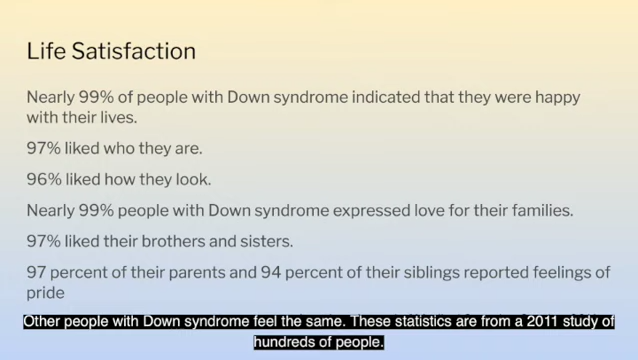 Life Satisfaction
Nearly 99% of people with Down syndrome indicated that they were happy
with their lives.
97% liked who they are.
96% liked how they look.
Nearly 99% people with Down syndrome expressed love for their families.
97% liked their brothers and sisters.
97 percent of their parents and 94 percent of their siblings reported feelings of
pride
Other people with Down syndrome feel the same. These statistics are from a 2011 study of
hundreds of people.